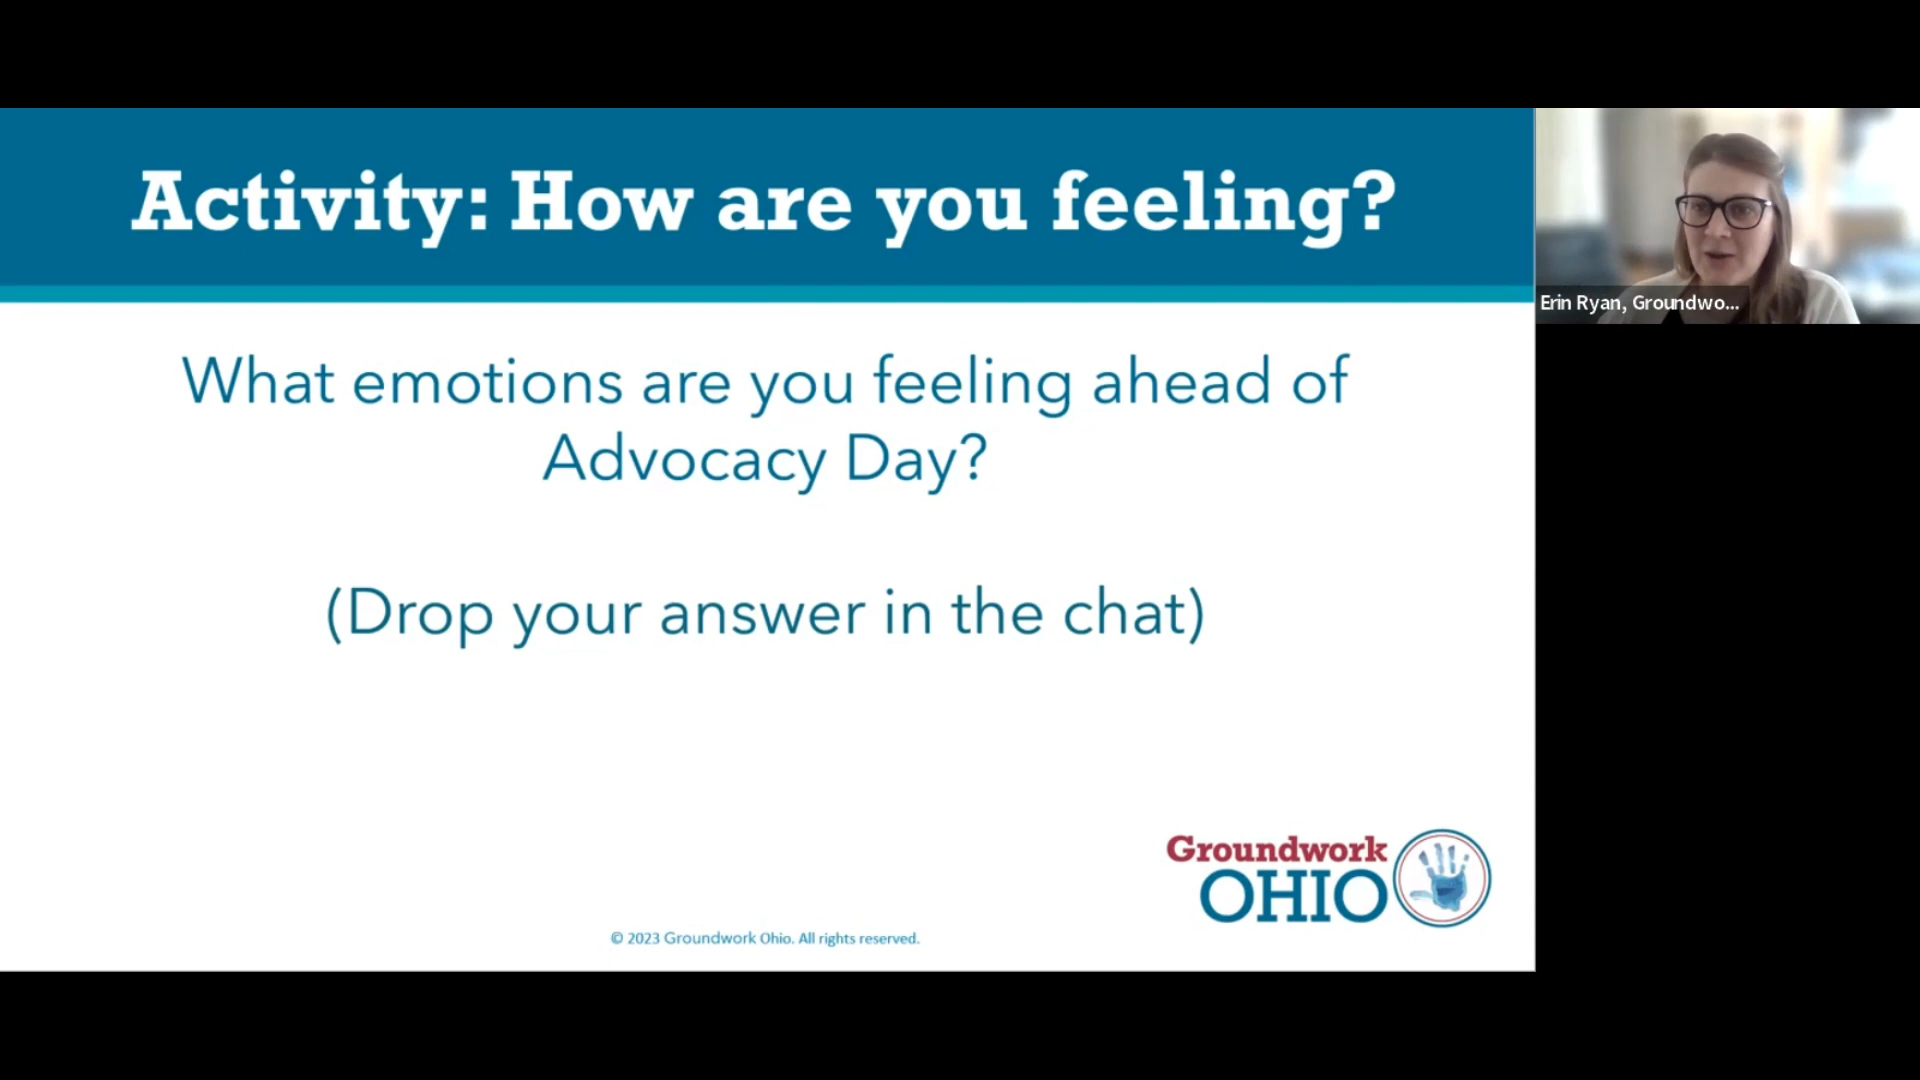 Activity: How are you feeling?
Erin Ryan, Groundwo...
What emotions are you feeling ahead of
Advocacy Day?
(Drop your answer in the chat)
Groundwork
OHIO
© 2023 Groundwork Ohio. All rights reserved.